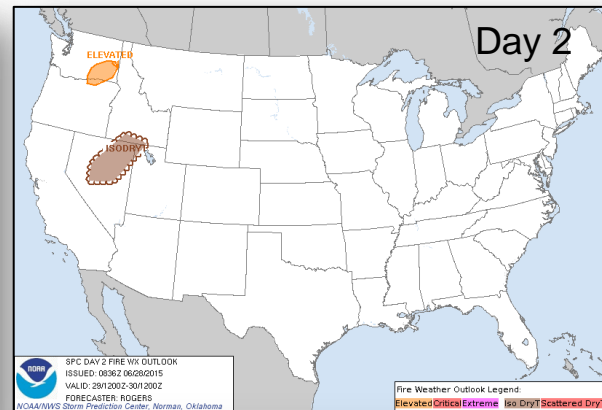 Day 2
ELEVATED
ISODRYT
NOAA
SPC DAY 2 FIRE WX OUTLOOK
ISSUED: 0836Z 06/28/2015
VALID: 29/1200Z-30/1200Z
FORECASTER: ROGERS
NOAA/NWS Storm Prediction Center, Norman, Oklahoma
Fire Weather Outlook Legend:
Elevated Critical Extreme Iso DryT Scattered DryT